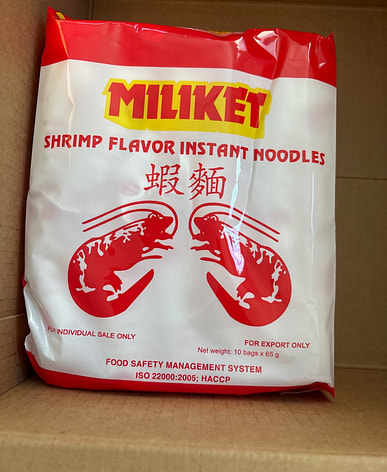 MILIKET
SHRIMP FLAVOR INSTANT NOODLES
蝦麵
FOR INDIVIDUAL SALE ONLY
FOR EXPORT ONLY
Net weight: 10 bags x 65 g
FOOD SAFETY MANAGEMENT SYSTEM
ISO 22000:2005; HACCP